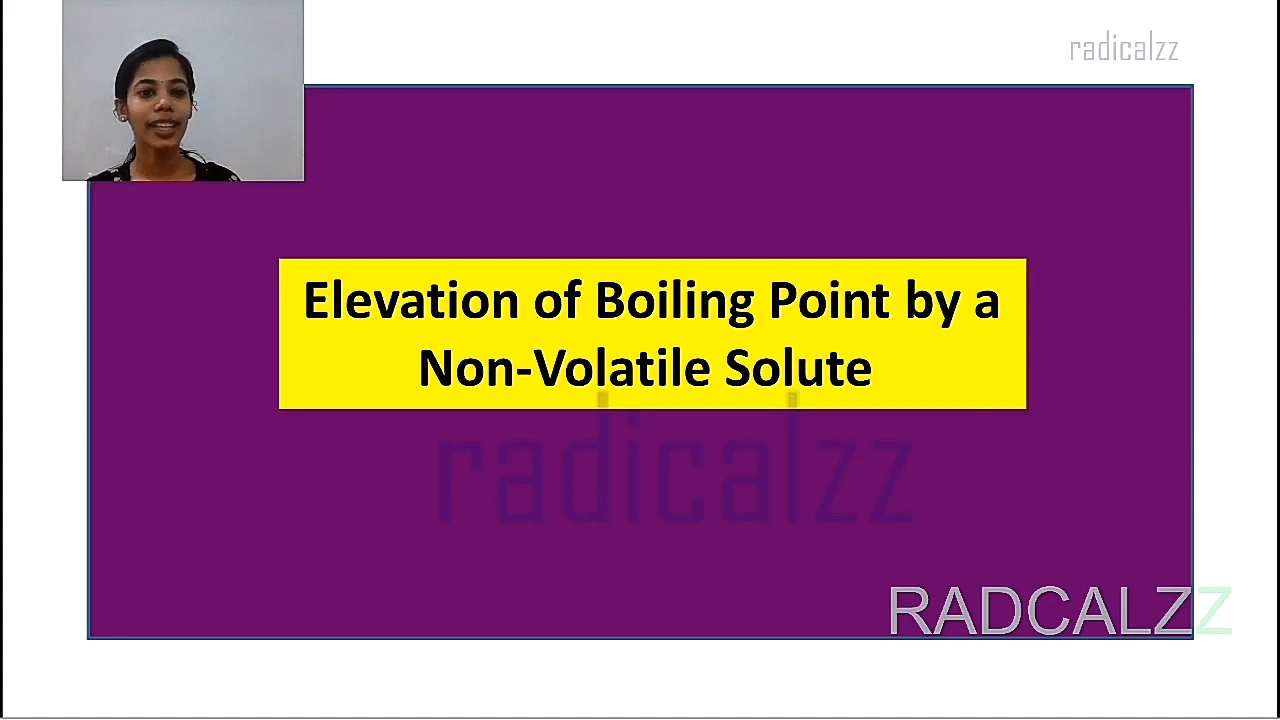 radicalzz
Elevation of Boiling Point by a
Non-Volatile Solute
radicalzz
RADCALZZ